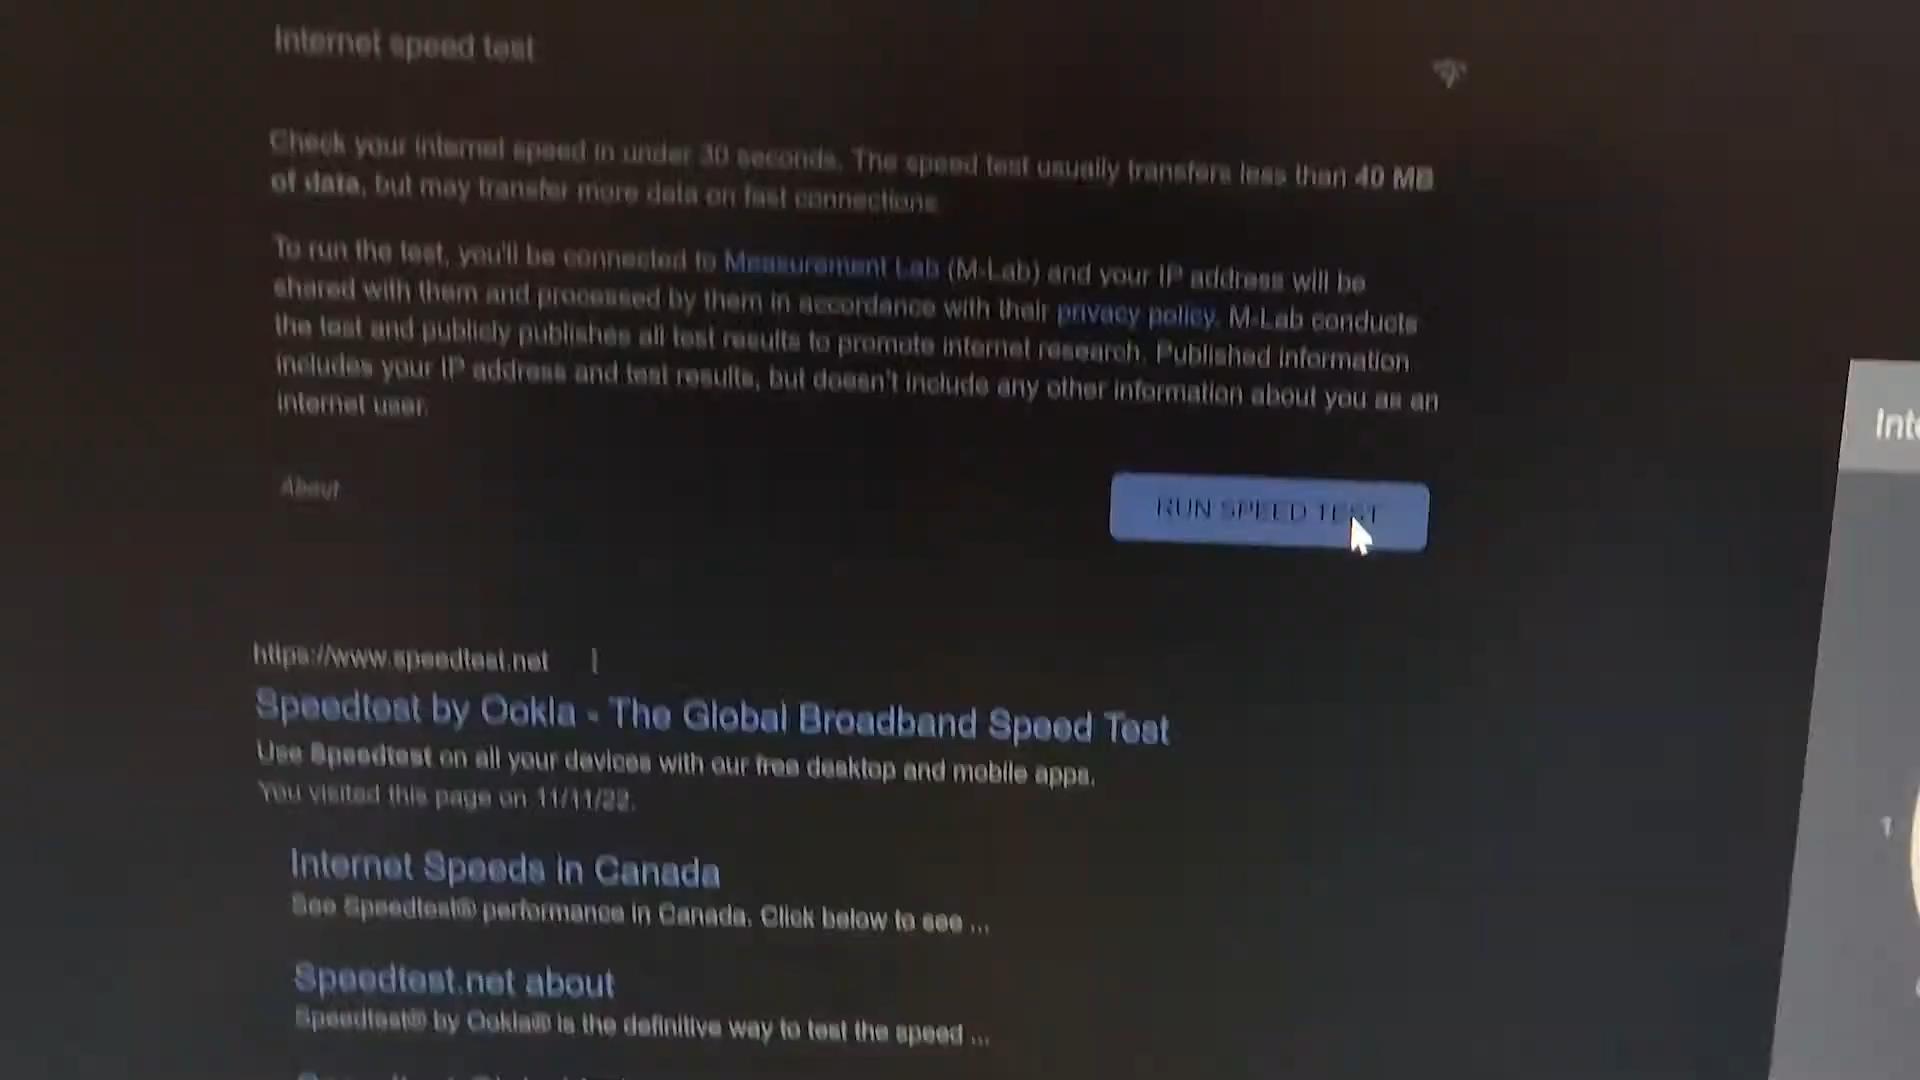 Internet speed test
Check your internet speed in under 30 seconds. The speed test usually transfers less than 40 MB
of data, but may transfer more data on fast connections.
To run the test, you'll be connected to Measurement Lab (M-Lab) and your IP address will be
shared with them and processed by them in accordance with their privacy policy. M-Lab conducts
the test and publicly publishes all test results to promote internet research. Published information
includes your IP address and test results, but doesn't include any other information about you as an
internet user.
About
RUN SPEED TEST
https://www.speedtest.net
Speedtest by Ookla - The Global Broadband Speed Test
Use Speedtest on all your devices with our free desktop and mobile apps.
You visited this page on 11/11/22.
Internet Speeds in Canada
See Speedtest® performance in Canada. Click below to see ...
Speedtest.net about
Speedtest® by Ookla® is the definitive way to test the speed ...
Inte
1